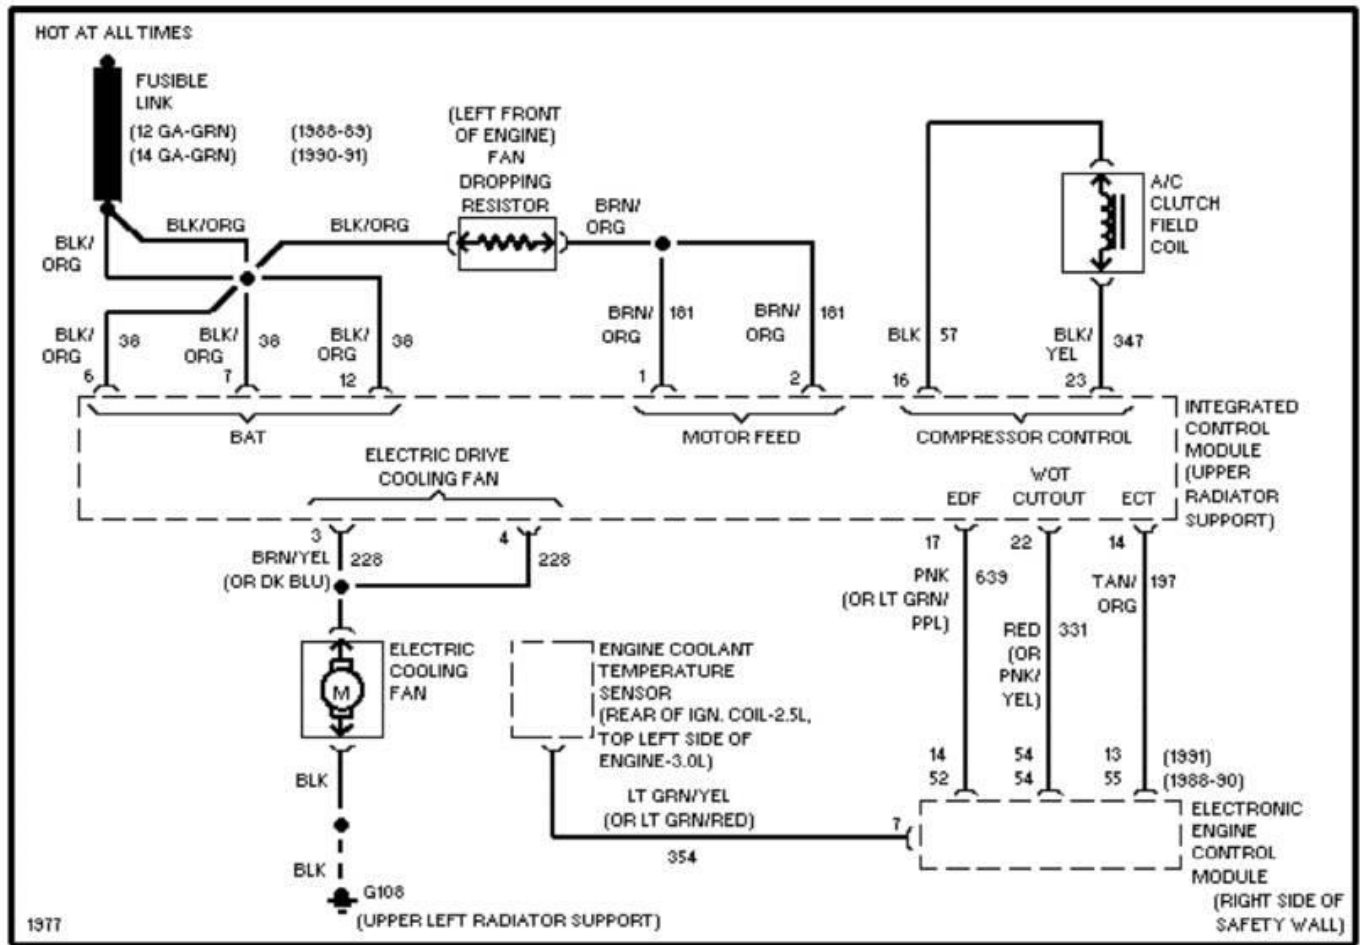 HOT AT ALL TIMES
FUSIBLE
LINK
(12 GA-GRN) (1988-89)
(14 GA-GRN) (1990-91)
(LEFT FRONT
OF ENGINE)
FAN
DROPPING
RESISTOR
BLK/ORG
BLK/ORG
BRN/
ORG
BLK/
ORG
A/C
CLUTCH
FIELD
COIL
BLK/
ORG
38
BLK/
ORG
38
BLK/
ORG
38
BRN/
ORG
181
BRN/
ORG
181
BLK
57
BLK/
YEL
347
6
7
12
1
2
16
23
BAT
MOTOR FEED
COMPRESSOR CONTROL
INTEGRATED
CONTROL
MODULE
(UPPER
RADIATOR
SUPPORT)
ELECTRIC DRIVE
COOLING FAN
EDF
WOT
CUTOUT
ECT
3
4
17
22
14
BRN/YEL
(OR DK BLU)
228
228
PNK
(OR LT GRN/
PPL)
639
RED
(OR
PNK/
YEL)
331
TAN/
ORG
197
ELECTRIC
COOLING
FAN
M
ENGINE COOLANT
TEMPERATURE
SENSOR
(REAR OF IGN. COIL-2.5L,
TOP LEFT SIDE OF
ENGINE-3.0L)
14 54 13 (1991)
52 54 55 (1988-90)
BLK
LT GRN/YEL
(OR LT GRN/RED)
354
7
ELECTRONIC
ENGINE
CONTROL
MODULE
(RIGHT SIDE OF
SAFETY WALL)
BLK
G108
(UPPER LEFT RADIATOR SUPPORT)
1977